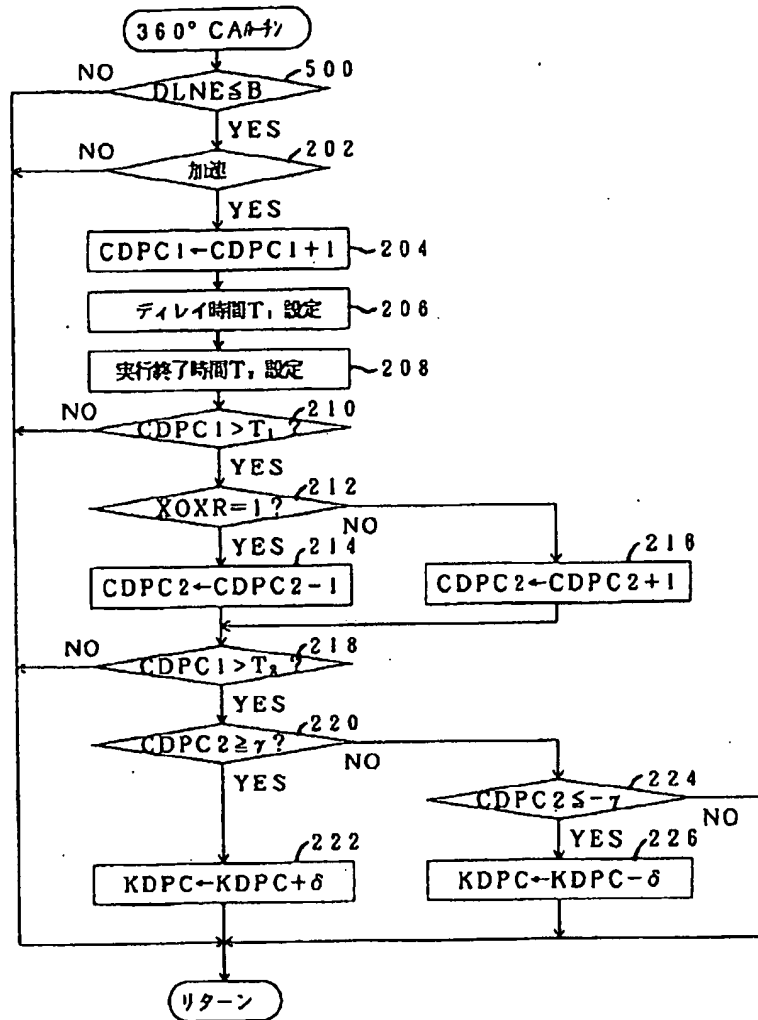 360° CAルーチン
500
NO
DLNE≦B
YES
202
NO
加速
YES
CDPC1←CDPC1+1
204
ディレイ時間T₁ 設定
206
実行終了時間T₂ 設定
208
210
NO
CDPC1>T₁ ?
YES
212
XOXR=1?
NO
YES
214
216
CDPC2←CDPC2-1
CDPC2←CDPC2+1
218
NO
CDPC1>T₂ ?
YES
220
CDPC2≧γ?
NO
YES
224
CDPC2≦-γ
NO
YES
222
226
KDPC←KDPC+δ
KDPC←KDPC-δ
リターン